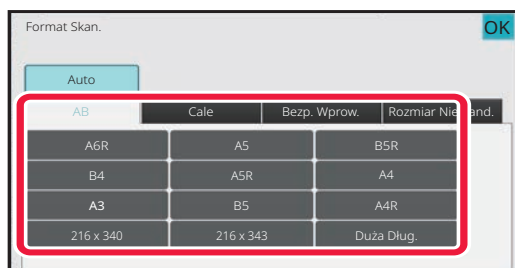 Format Skan. OK
Auto
AB Cale Bezp. Wprow. Rozmiar Nie and.
A6R A5 B5R
B4 A5R A4
A3 B5 A4R
216 x 340 216 x 343 Duża Dług.